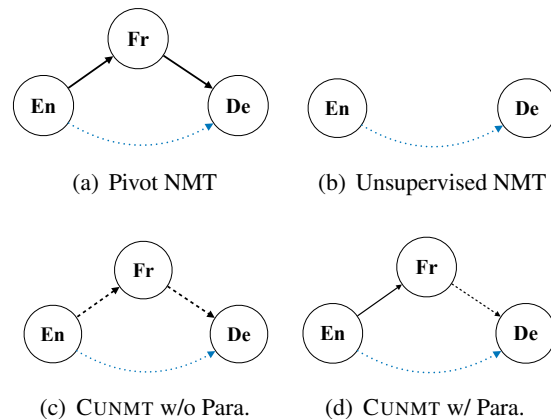 Fr
En
De
(a) Pivot NMT
En
De
(b) Unsupervised NMT
Fr
En
De
(c) CUNMT w/o Para.
Fr
En
De
(d) CUNMT w/ Para.